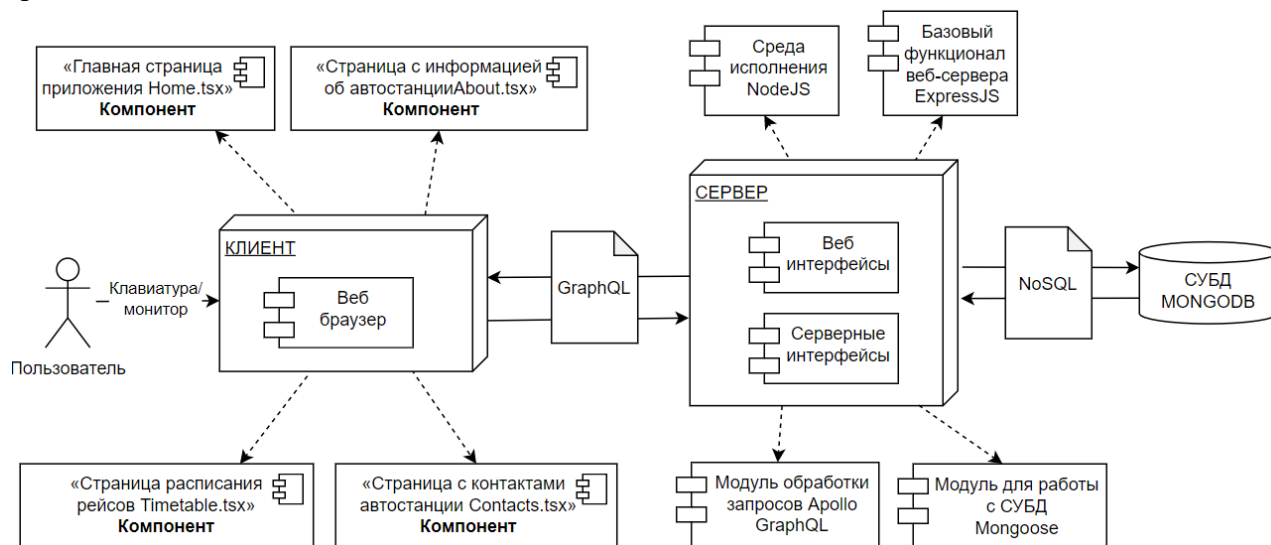 «Главная страница
приложения Home.tsx»
Компонент
«Страница с информацией
об автостанцииAbout.tsx»
Компонент
Среда
исполнения
NodeJS
Базовый
функционал
веб-сервера
ExpressJS
Пользователь
Клавиатура/
монитор
КЛИЕНТ
Веб
браузер
GraphQL
СЕРВЕР
Веб
интерфейсы
Серверные
интерфейсы
NoSQL
СУБД
MONGODB
«Страница расписания
рейсов Timetable.tsx»
Компонент
«Страница с контактами
автостанции Contacts.tsx»
Компонент
Модуль обработки
запросов Apollo
GraphQL
Модуль для работы
с СУБД
Mongoose